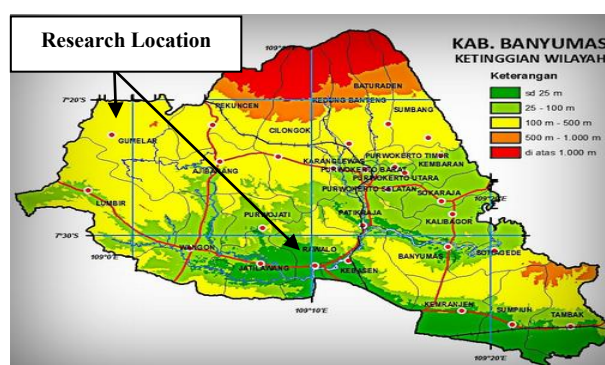 Research Location
KAB. BANYUMAS
KETINGGIAN WILAYAH
Keterangan
sd 25 m
25 - 100 m
100 m - 500 m
500 m - 1.000 m
di atas 1.000 m
7°20'S
BATURADEN
PEKUNCEN
KEDUNG BANTENG
SUMBANG
CILONGOK
GUMELAR
KARANGLEWAS
PURWOKERTO TIMUR
PURWOKERTO BARAT
KEMBARAN
AJIBARANG
PURWOKERTO UTARA
PURWOKERTO SELATAN
SOKARAJA
LUMBIR
PURWOJATI
PATIKRAJA
KALIBAGOR
7°30'S
WANGON
RAWALO
BANYUMAS
SOMAGEDE
109°0'E
JATILAWANG
KEBASEN
KEMRANJEN
SUMPIUH
TAMBAK
109°10'E
109°20'E